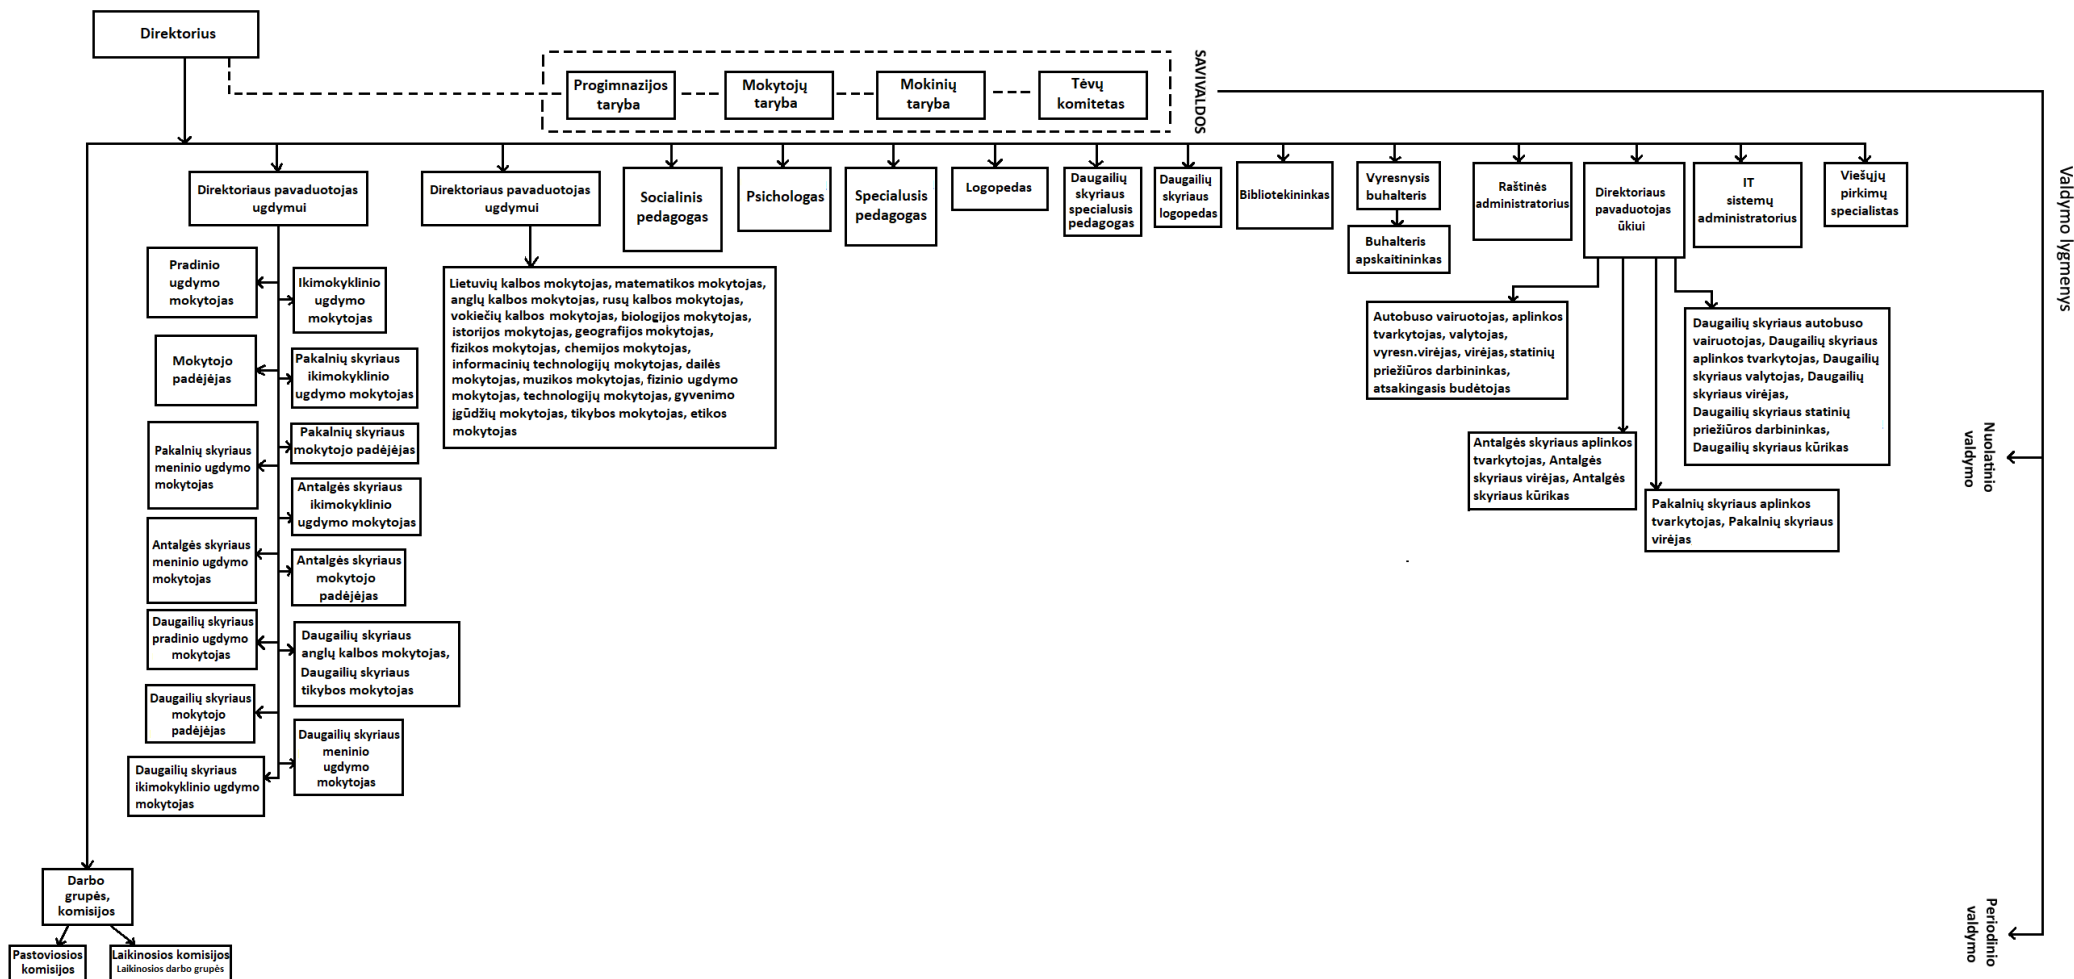 Direktorius
Progimnazijos
taryba
Mokytojų
taryba
Mokinių
taryba
Tėvų
komitetas
SAVIVALDOS
Valdymo lygmenys
Direktoriaus pavaduotojas
ugdymui
Direktoriaus pavaduotojas
ugdymui
Socialinis
pedagogas
Psichologas
Specialusis
pedagogas
Logopedas
Daugailių
skyriaus
specialusis
pedagogas
Daugailių
skyriaus
logopedas
Bibliotekininkas
Vyresnysis
buhalteris
Buhalteris
apskaitininkas
Raštinės
administratorius
Direktoriaus
pavaduotojas
ūkiui
IT
sistemų
administratorius
Viešųjų
pirkimų
specialistas
Pradinio
ugdymo
mokytojas
Ikimokyklinio
ugdymo
mokytojas
Mokytojo
padėjėjas
Pakalnių skyriaus
ikimokyklinio
ugdymo mokytojas
Pakalnių skyriaus
meninio ugdymo
mokytojas
Pakalnių skyriaus
mokytojo padėjėjas
Antalgės skyriaus
ikimokyklinio
ugdymo mokytojas
Antalgės skyriaus
meninio ugdymo
mokytojas
Antalgės skyriaus
mokytojo
padėjėjas
Daugailių skyriaus
pradinio ugdymo
mokytojas
Daugailių skyriaus
anglų kalbos mokytojas,
Daugailių skyriaus
tikybos mokytojas
Daugailių skyriaus
mokytojo
padėjėjas
Daugailių skyriaus
meninio
ugdymo
mokytojas
Daugailių skyriaus
ikimokyklinio ugdymo
mokytojas
Lietuvių kalbos mokytojas, matematikos mokytojas,
anglų kalbos mokytojas, rusų kalbos mokytojas,
vokiečių kalbos mokytojas, biologijos mokytojas,
istorijos mokytojas, geografijos mokytojas,
fizikos mokytojas, chemijos mokytojas,
informacinių technologijų mokytojas, dailės
mokytojas, muzikos mokytojas, fizinio ugdymo
mokytojas, technologijų mokytojas, gyvenimo
įgūdžių mokytojas, tikybos mokytojas, etikos
mokytojas
Autobuso vairuotojas, aplinkos
tvarkytojas, valytojas,
vyresn.virėjas, virėjas, statinių
priežiūros darbininkas,
atsakingasis budėtojas
Antalgės skyriaus aplinkos
tvarkytojas, Antalgės
skyriaus virėjas, Antalgės
skyriaus kūrikas
Pakalnių skyriaus aplinkos
tvarkytojas, Pakalnių skyriaus
virėjas
Daugailių skyriaus autobuso
vairuotojas, Daugailių skyriaus
aplinkos tvarkytojas, Daugailių
skyriaus valytojas, Daugailių
skyriaus virėjas,
Daugailių skyriaus statinių
priežiūros darbininkas,
Daugailių skyriaus kūrikas
Nuolatinio
valdymo
Periodinio
valdymo
Darbo
grupės,
komisijos
Pastoviosios
komisijos
Laikinosios komisijos
Laikinosios darbo grupės